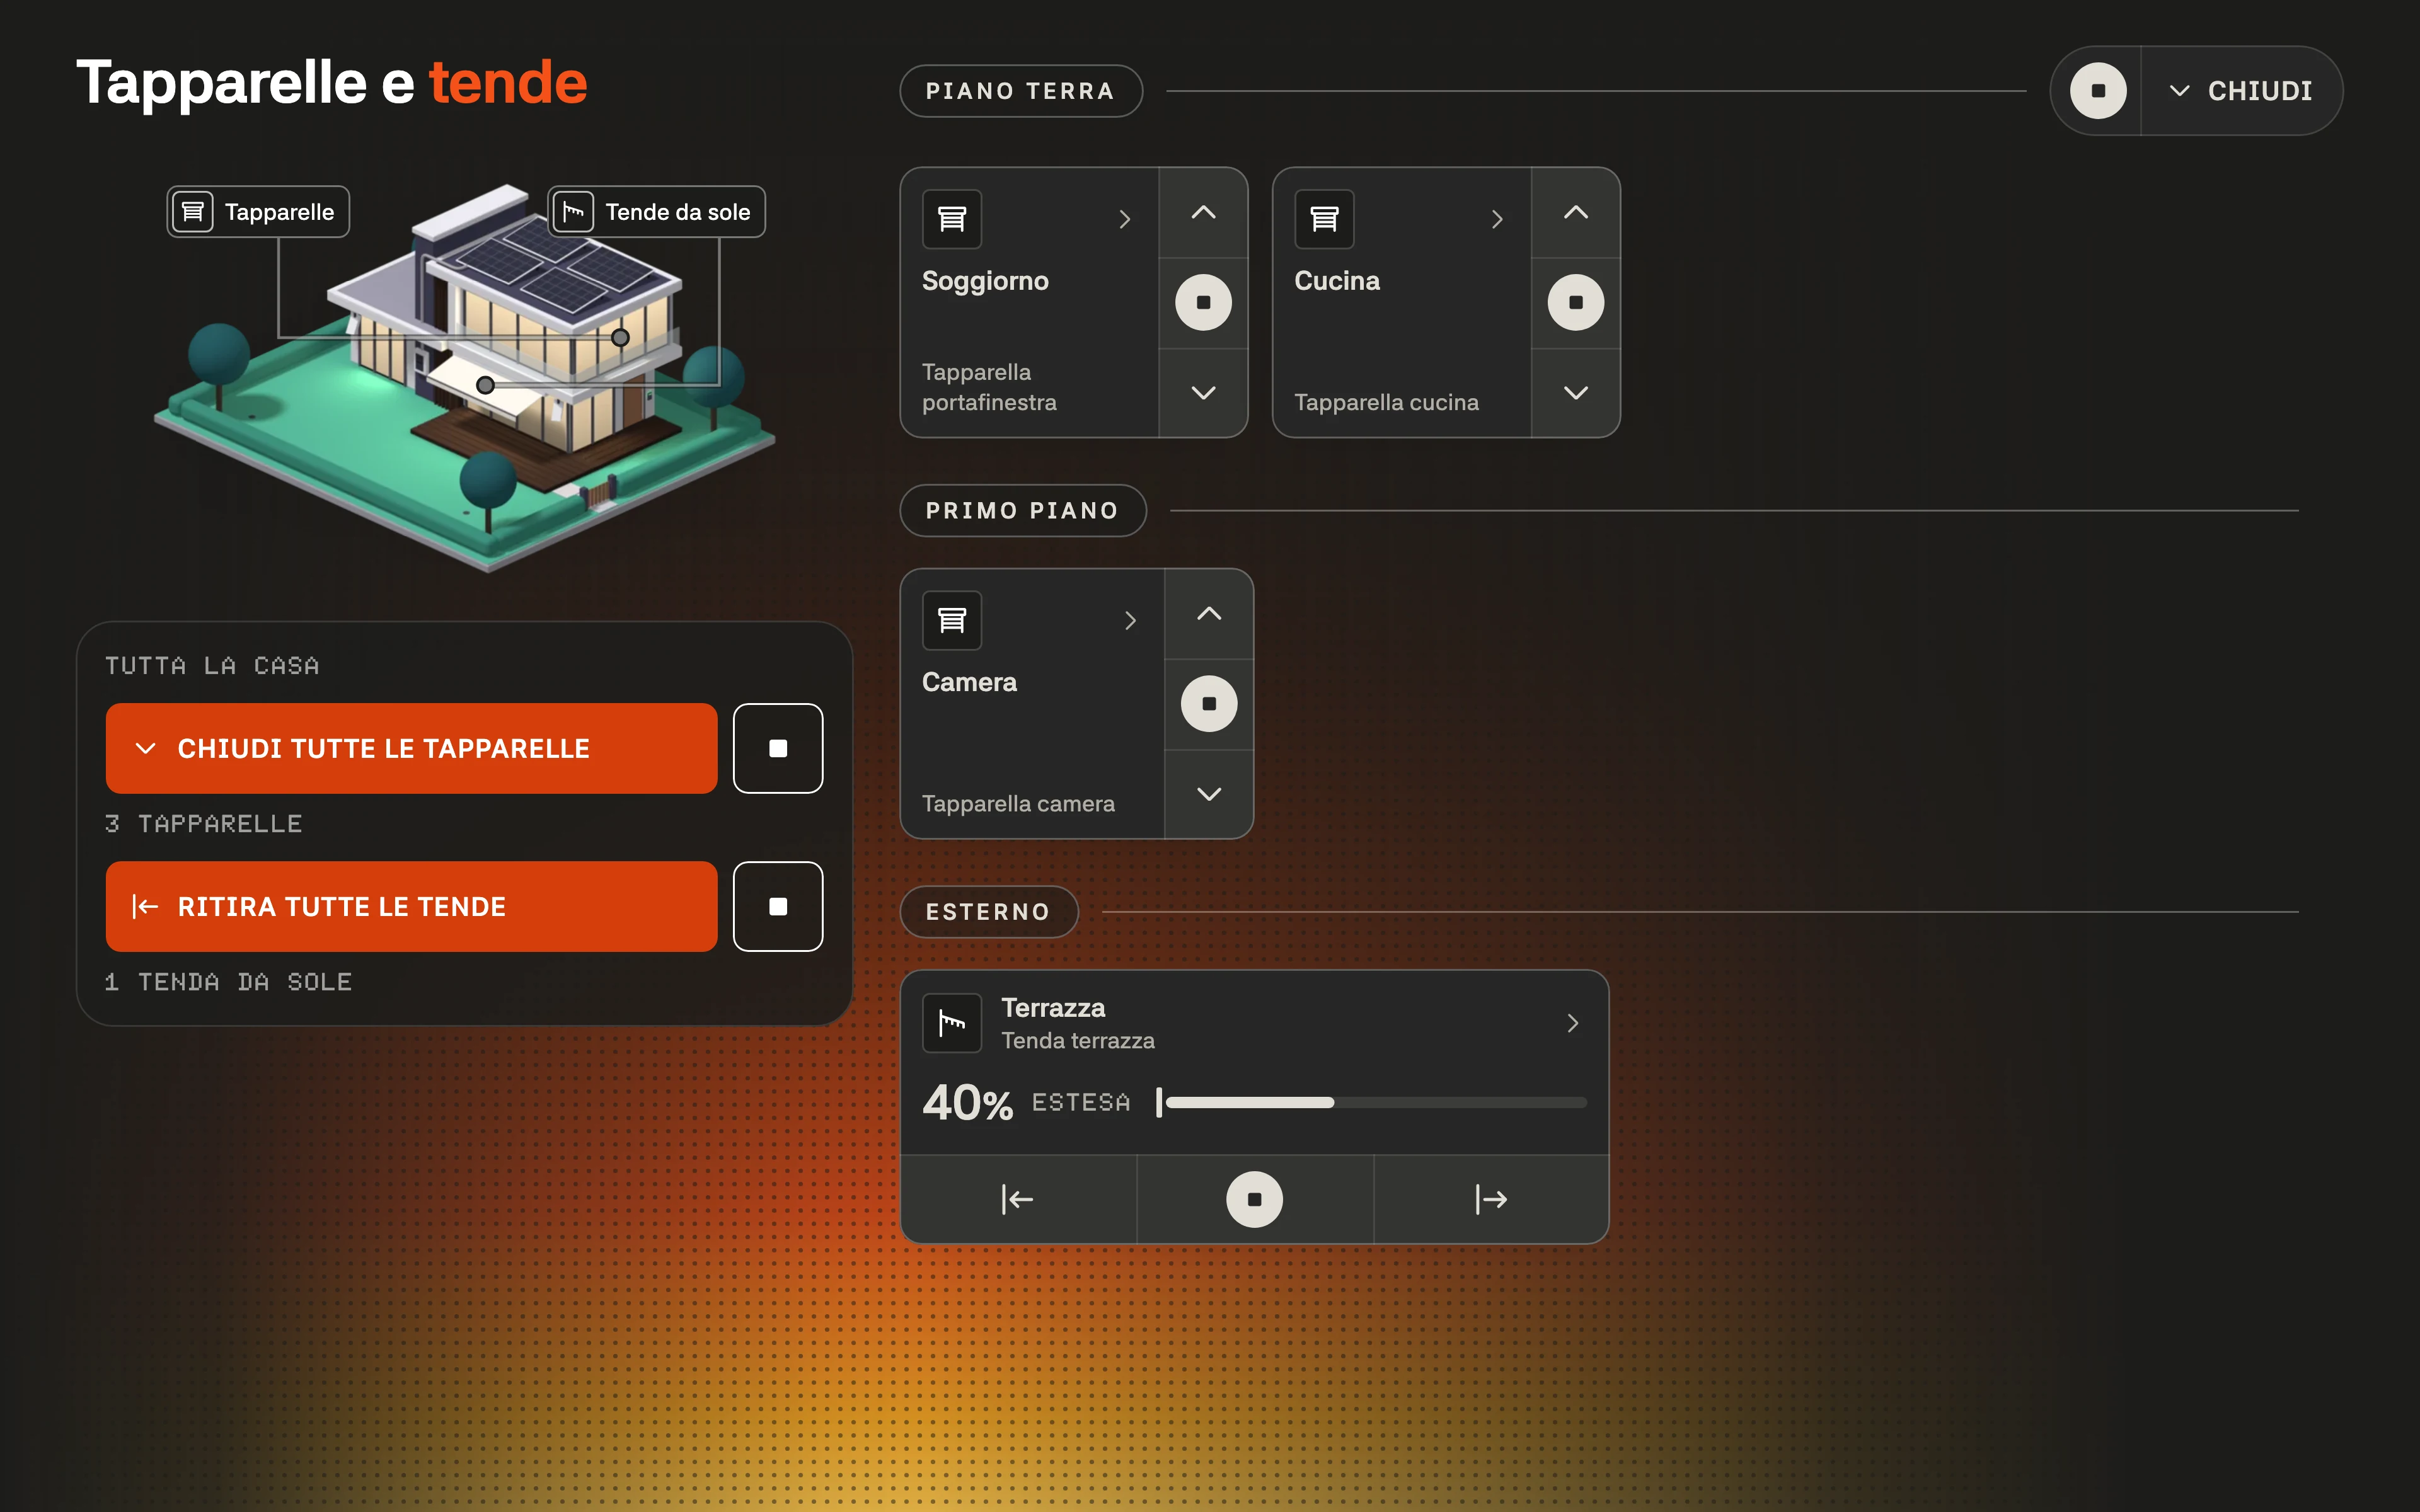 Tapparelle e tende
Tapparelle
Tende da sole
TUTTA LA CASA
CHIUDI TUTTE LE TAPPARELLE
3 TAPPARELLE
RITIRA TUTTE LE TENDE
1 TENDA DA SOLE
PIANO TERRA
CHIUDI
Soggiorno
Tapparella
portafinestra
Cucina
Tapparella cucina
PRIMO PIANO
Camera
Tapparella camera
ESTERNO
Terrazza
Tenda terrazza
40% ESTESA